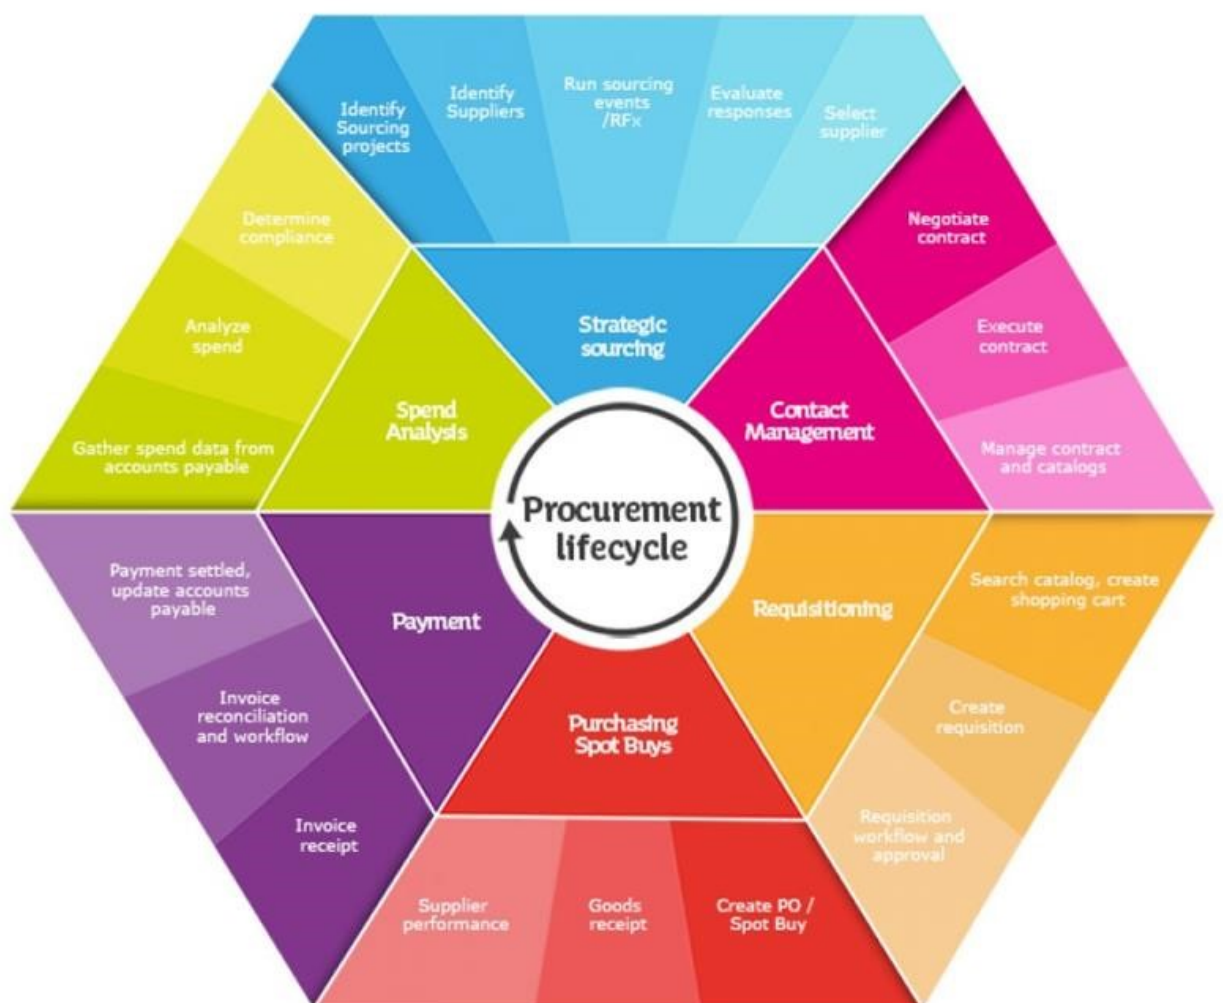 Identify
Sourcing
projects
Identify
Suppliers
Run sourcing
events
/RFx
Evaluate
responses
Select
supplier
Strategic
sourcing
Negotiate
contract
Execute
contract
Manage contract
and catalogs
Contact
Management
Search catalog, create
shopping cart
Create
requisition
Requisition
workflow and
approval
Requisitioning
Create PO /
Spot Buy
Goods
receipt
Supplier
performance
Purchasing
Spot Buys
Invoice
receipt
Invoice
reconciliation
and workflow
Payment settled,
update accounts
payable
Payment
Gather spend data from
accounts payable
Analyze
spend
Determine
compliance
Spend
Analysis
Procurement
lifecycle